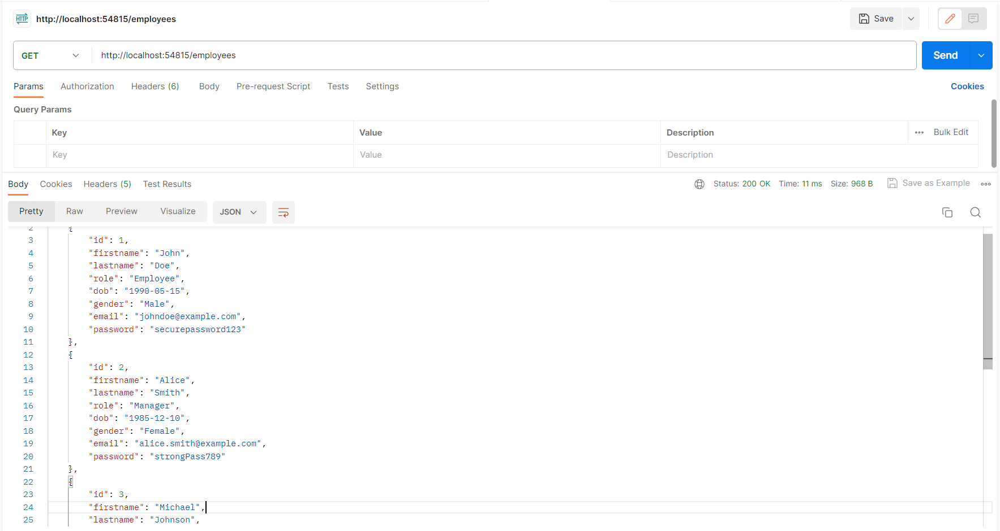 HTTP http://localhost:54815/employees Save
GET http://localhost:54815/employees Send
Params Authorization Headers (6) Body Pre-request Script Tests Settings Cookies
Query Params
Key Value Description Bulk Edit
Key Value Description
Body Cookies Headers (5) Test Results Status: 200 OK Time: 11 ms Size: 968 B Save as Example
Pretty Raw Preview Visualize JSON
2 {
3 "id": 1,
4 "firstname": "John",
5 "lastname": "Doe",
6 "role": "Employee",
7 "dob": "1990-05-15",
8 "gender": "Male",
9 "email": "johndoe@example.com",
10 "password": "securepassword123"
11 },
12 {
13 "id": 2,
14 "firstname": "Alice",
15 "lastname": "Smith",
16 "role": "Manager",
17 "dob": "1985-12-10",
18 "gender": "Female",
19 "email": "alice.smith@example.com",
20 "password": "strongPass789"
21 },
22 {
23 "id": 3,
24 "firstname": "Michael",
25 "lastname": "Johnson",